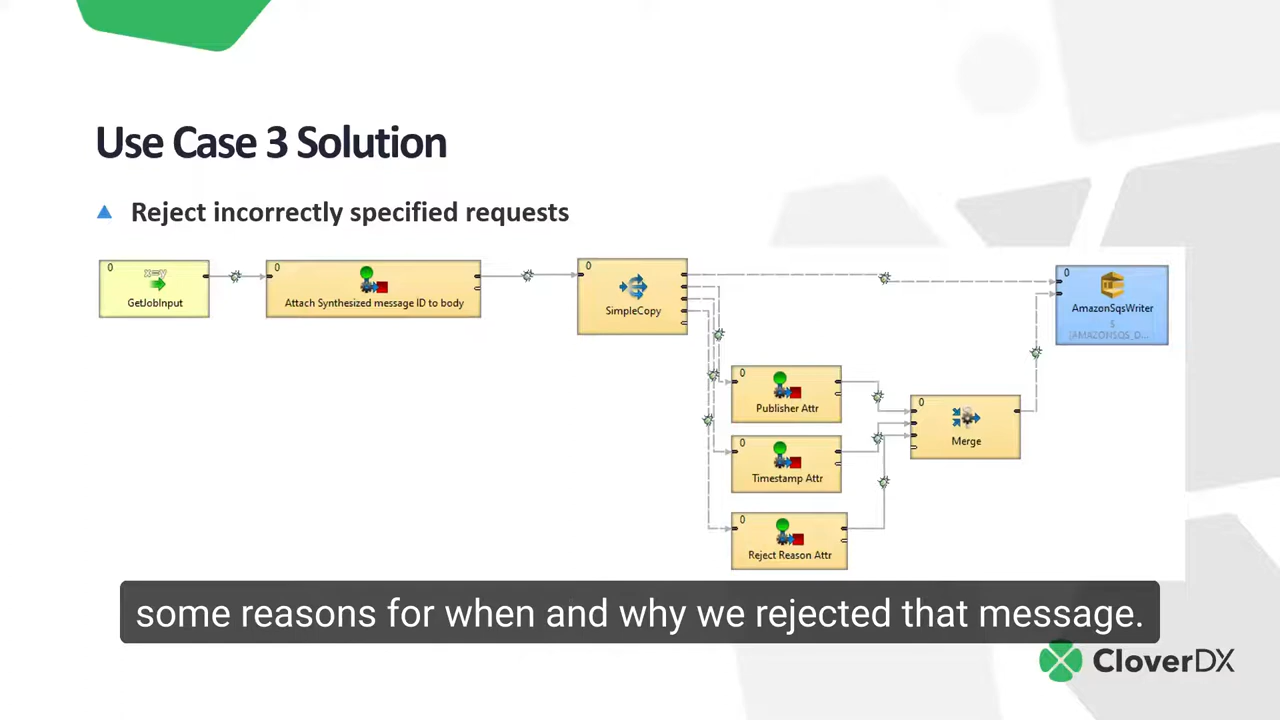 Use Case 3 Solution
Reject incorrectly specified requests
0
x=y
GetJobInput
0
Attach Synthesized message ID to body
0
SimpleCopy
0
AmazonSqsWriter
$
{AMAZONSQS_D...
0
Publisher Attr
0
Merge
0
Timestamp Attr
0
Reject Reason Attr
some reasons for when and why we rejected that message.
CloverDX